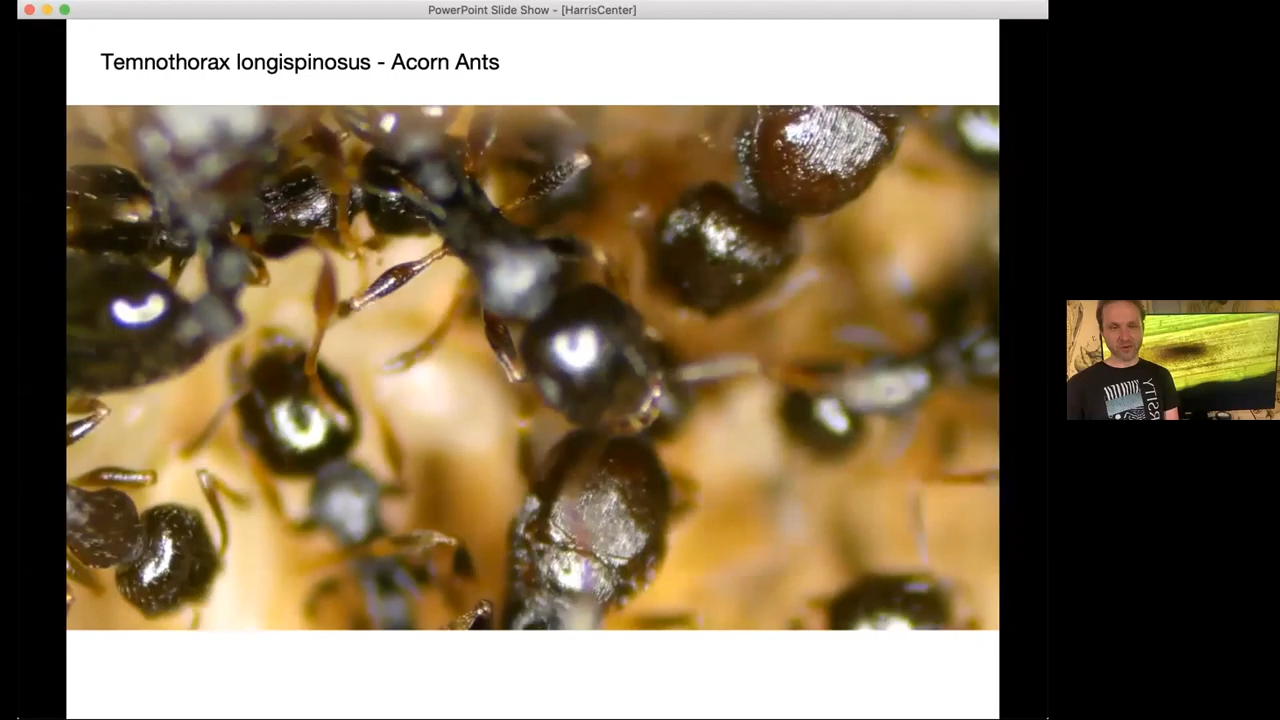 PowerPoint Slide Show - [HarrisCenter]
Temnothorax longispinosus - Acorn Ants